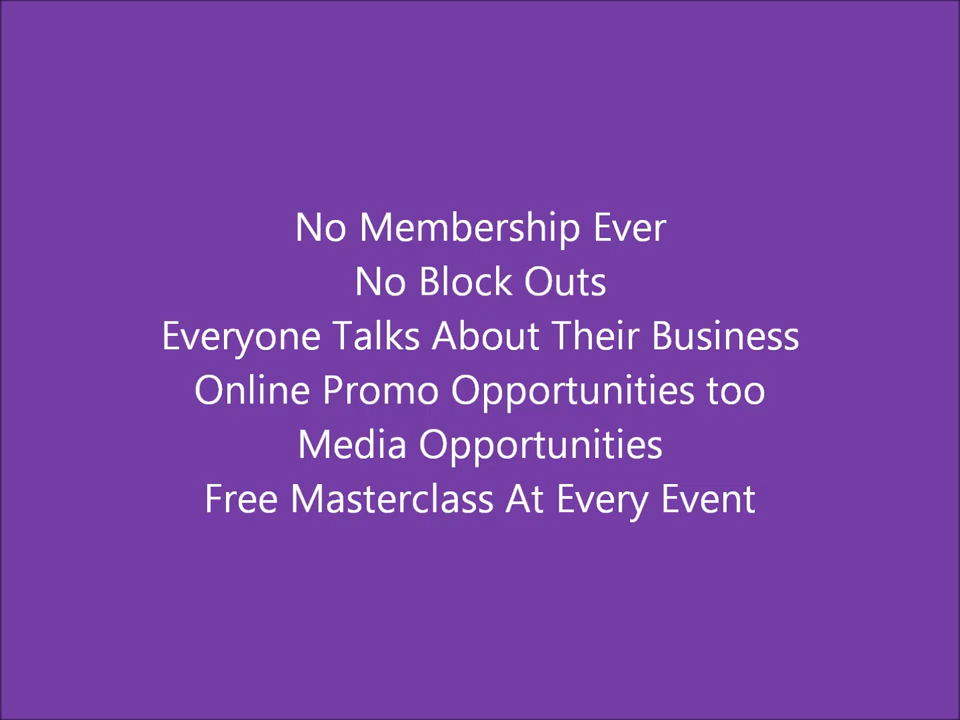 No Membership Ever
No Block Outs
Everyone Talks About Their Business
Online Promo Opportunities too
Media Opportunities
Free Masterclass At Every Event